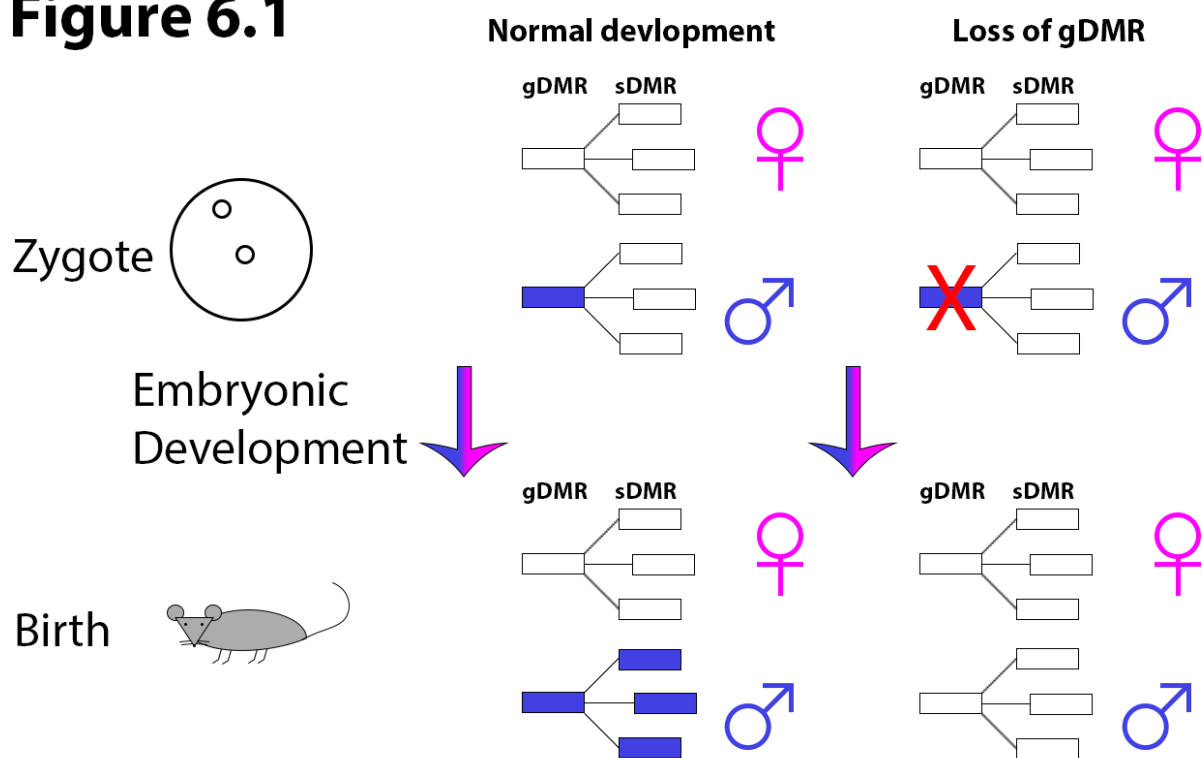 Figure 6.1
Normal devlopment
Loss of gDMR
gDMR sDMR
gDMR sDMR
Zygote
X
Embryonic
Development
gDMR sDMR
gDMR sDMR
Birth